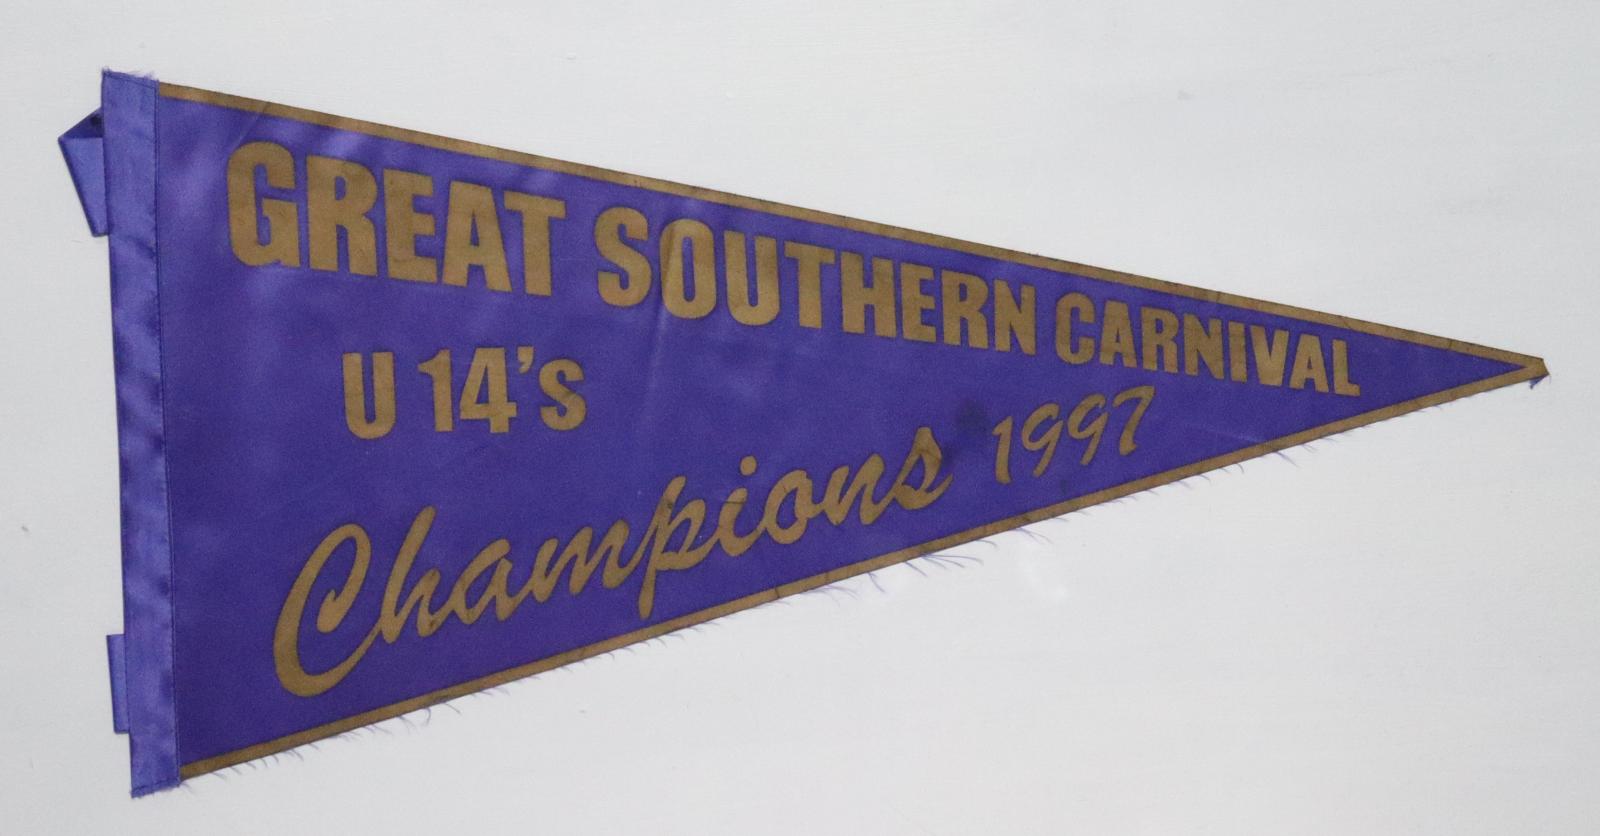 GREAT SOUTHERN CARNIVAL
U 14's
Champions 1997